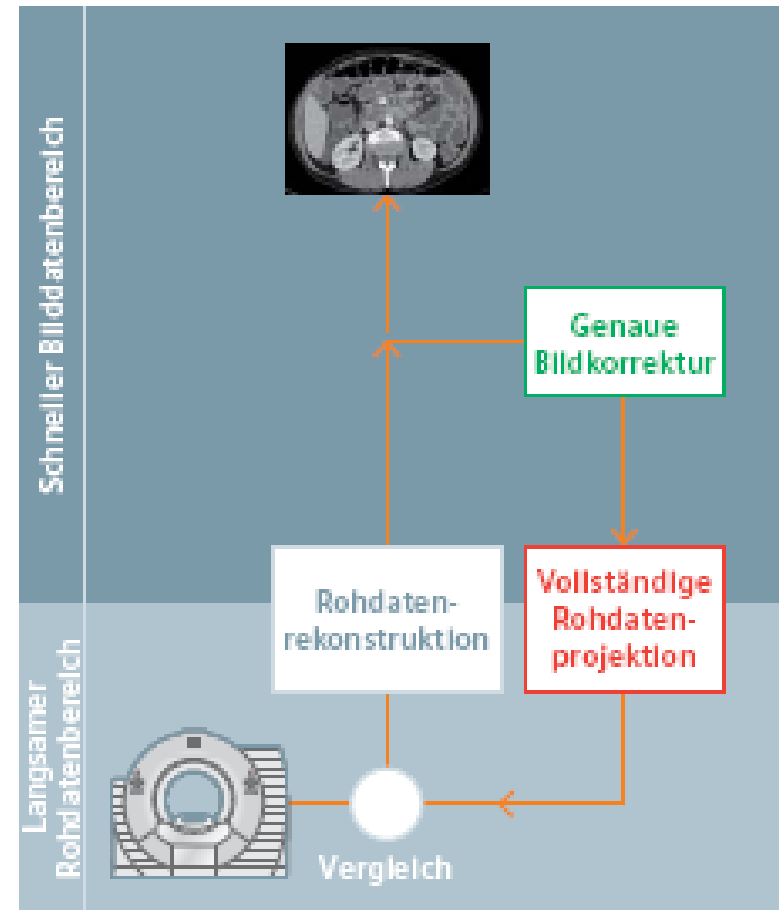 Schneller Bilddatenbereich
Genaue
Bildkorrektur
Rohdaten-
rekonstruktion
Vollständige
Rohdaten-
projektion
Langsamer
Rohdatenbereich
Vergleich